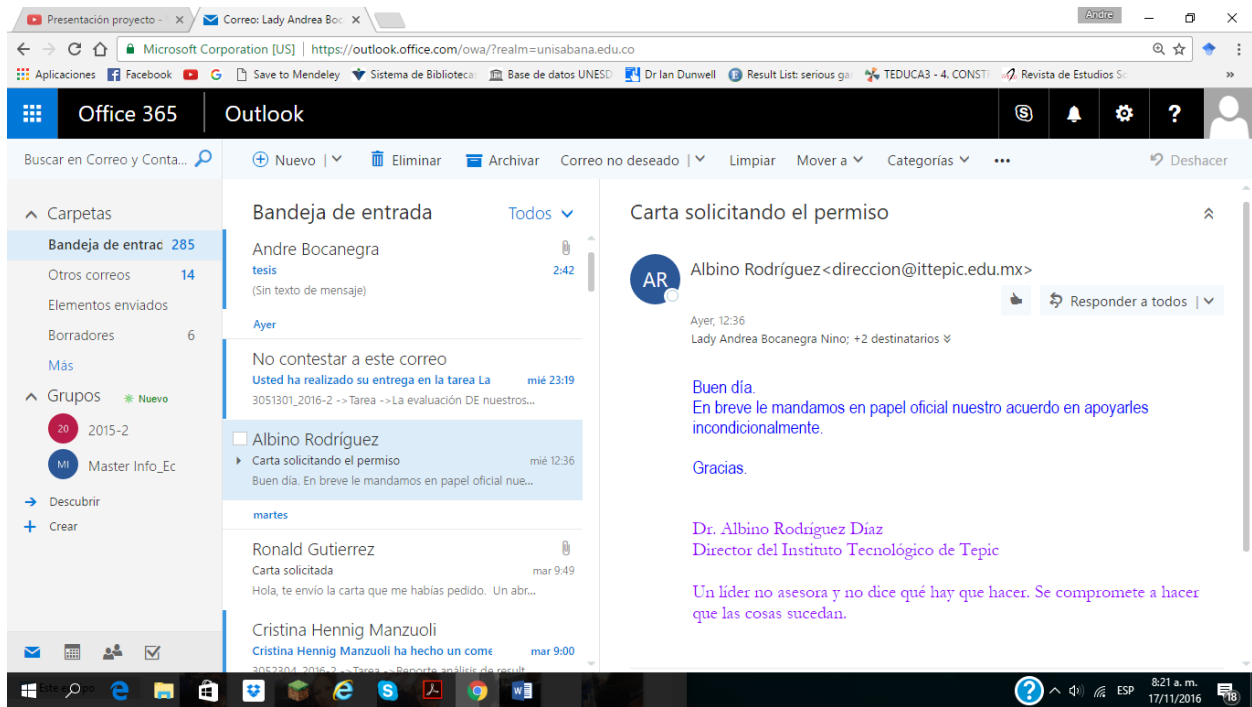 Presentación proyecto -
Correo: Lady Andrea Boc
Andre
Microsoft Corporation [US] | https://outlook.office.com/owa/?realm=unisabana.edu.co
Aplicaciones Facebook Save to Mendeley Sistema de Biblioteca Base de datos UNESD Dr Ian Dunwell Result List: serious ga TEDUCA3 - 4. CONST Revista de Estudios Sc »
Office 365 Outlook ?
Buscar en Correo y Conta...
Nuevo | Eliminar Archivar Correo no deseado | Limpiar Mover a Categorías ••• Deshacer
Carpetas
Bandeja de entrad 285
Otros correos 14
Elementos enviados
Borradores 6
Más
Grupos Nuevo
20 2015-2
MI Master Info_Ec
Descubrir
Crear
Bandeja de entrada Todos
Andre Bocanegra
tesis 2:42
(Sin texto de mensaje)
Ayer
No contestar a este correo
Usted ha realizado su entrega en la tarea La mié 23:19
3051301_2016-2 ->Tarea ->La evaluación DE nuestros...
Albino Rodríguez
Carta solicitando el permiso mié 12:36
Buen día. En breve le mandamos en papel oficial nue...
martes
Ronald Gutierrez
Carta solicitada mar 9:49
Hola, te envío la carta que me habías pedido. Un abr...
Cristina Hennig Manzuoli
Cristina Hennig Manzuoli ha hecho un come mar 9:00
3052304_2016-2 ->Tarea ->Reporte análisis de result...
Carta solicitando el permiso
AR
Albino Rodríguez<direccion@ittepic.edu.mx>
Responder a todos |
Ayer, 12:36
Lady Andrea Bocanegra Nino; +2 destinatarios
Buen día.
En breve le mandamos en papel oficial nuestro acuerdo en apoyarles
incondicionalmente.
Gracias.
Dr. Albino Rodríguez Díaz
Director del Instituto Tecnológico de Tepic
Un líder no asesora y no dice qué hay que hacer. Se compromete a hacer
que las cosas sucedan.
ESP
8:21 a. m.
17/11/2016
18